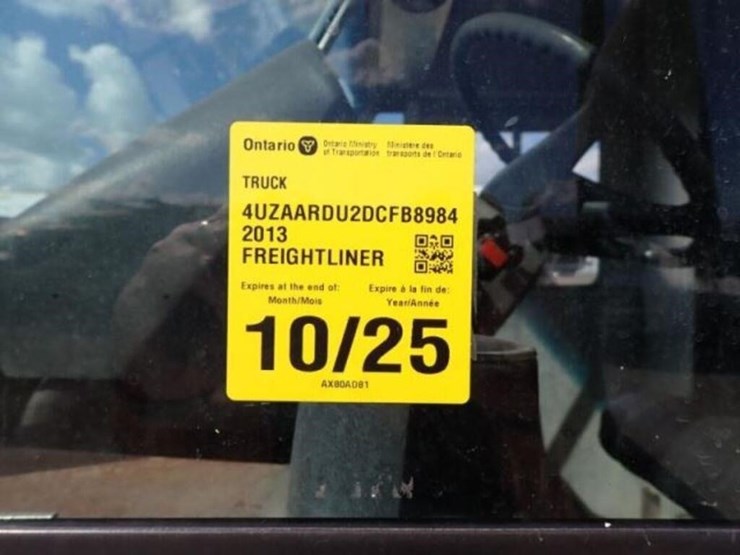 Ontario Ontario Ministry of Transportation Ministère des transports de l'Ontario
TRUCK
4UZAARDU2DCFB8984
2013
FREIGHTLINER
Expires at the end of: Expire à la fin de:
Month/Mois Year/Année
10/25
AX80A081